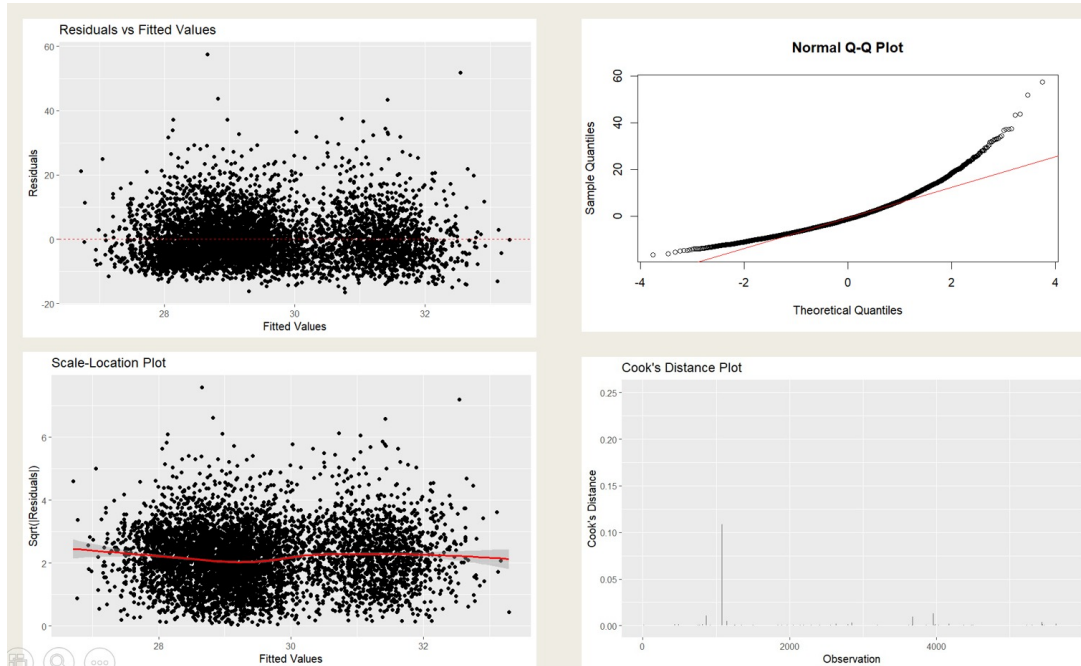 Residuals vs Fitted Values
60
40
20
0
-20
Residuals
28
30
32
Fitted Values
Normal Q-Q Plot
60
40
20
0
Sample Quantiles
-4
-2
0
2
4
Theoretical Quantiles
Scale-Location Plot
6
4
2
0
Sqrt(|Residuals|)
28
30
32
Fitted Values
Cook's Distance Plot
0.25
0.20
0.15
0.10
0.05
0.00
Cook's Distance
0
2000
4000
Observation